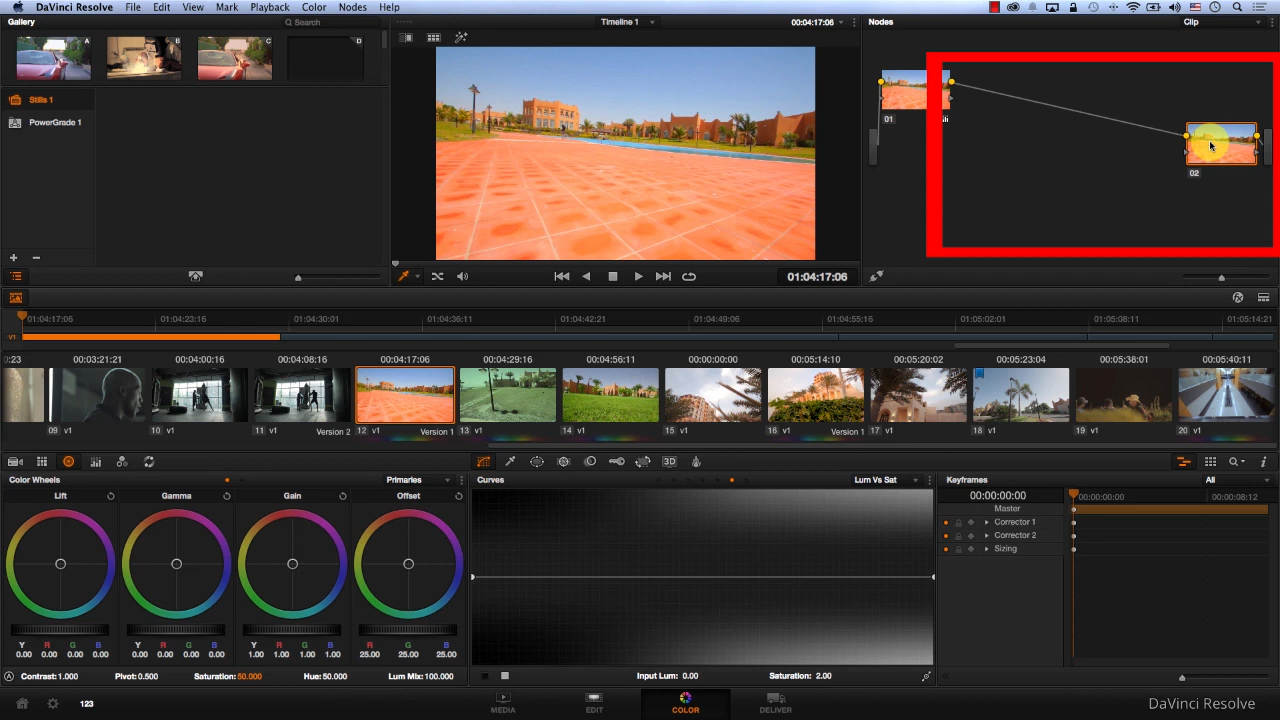 DaVinci Resolve File Edit View Mark Playback Color Nodes Help
Gallery Search Timeline 1 00:04:17:06 Nodes Clip
A B C D
Stills 1
PowerGrade 1
01
02
01:04:17:06
01:04:17:06 01:04:23:16 01:04:30:01 01:04:36:11 01:04:42:21 01:04:49:06 01:04:55:16 01:05:02:01 01:05:08:11 01:05:14:21
V1
:23 00:03:21:21 00:04:00:16 00:04:08:16 00:04:17:06 00:04:29:16 00:04:56:11 00:00:00:00 00:05:14:10 00:05:20:02 00:05:23:04 00:05:38:01 00:05:40:11
09 v1 10 v1 11 v1 Version 2 12 v1 Version 1 13 v1 14 v1 15 v1 16 v1 Version 1 17 v1 18 v1 19 v1 20 v1
3D
Color Wheels Primaries Curves Lum Vs Sat Keyframes All
Lift Gamma Gain Offset 00:00:00:00 00:00:00:00 00:00:08:12
Master
Corrector 1
Corrector 2
Sizing
Y R G B Y R G B Y R G B R G B
0.00 0.00 0.00 0.00 0.00 0.00 0.00 0.00 1.00 1.00 1.00 1.00 25.00 25.00 25.00
A Contrast:1.000 Pivot:0.500 Saturation:50.000 Hue:50.000 Lum Mix:100.000 Input Lum: 0.00 Saturation: 2.00
MEDIA EDIT COLOR DELIVER
DaVinci Resolve